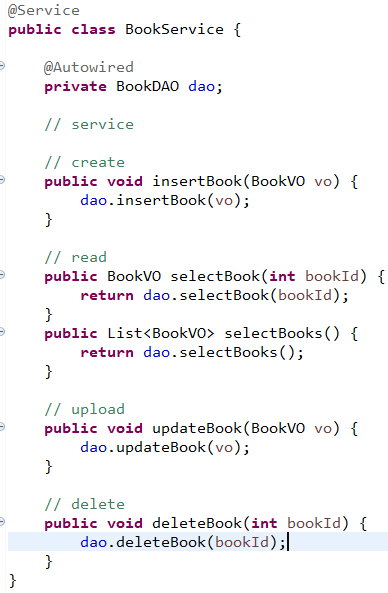 @Service
public class BookService {
@Autowired
private BookDAO dao;
// service
// create
public void insertBook(BookVO vo) {
dao.insertBook(vo);
}
// read
public BookVO selectBook(int bookId) {
return dao.selectBook(bookId);
}
public List<BookVO> selectBooks() {
return dao.selectBooks();
}
// upload
public void updateBook(BookVO vo) {
dao.updateBook(vo);
}
// delete
public void deleteBook(int bookId) {
dao.deleteBook(bookId);
}
}